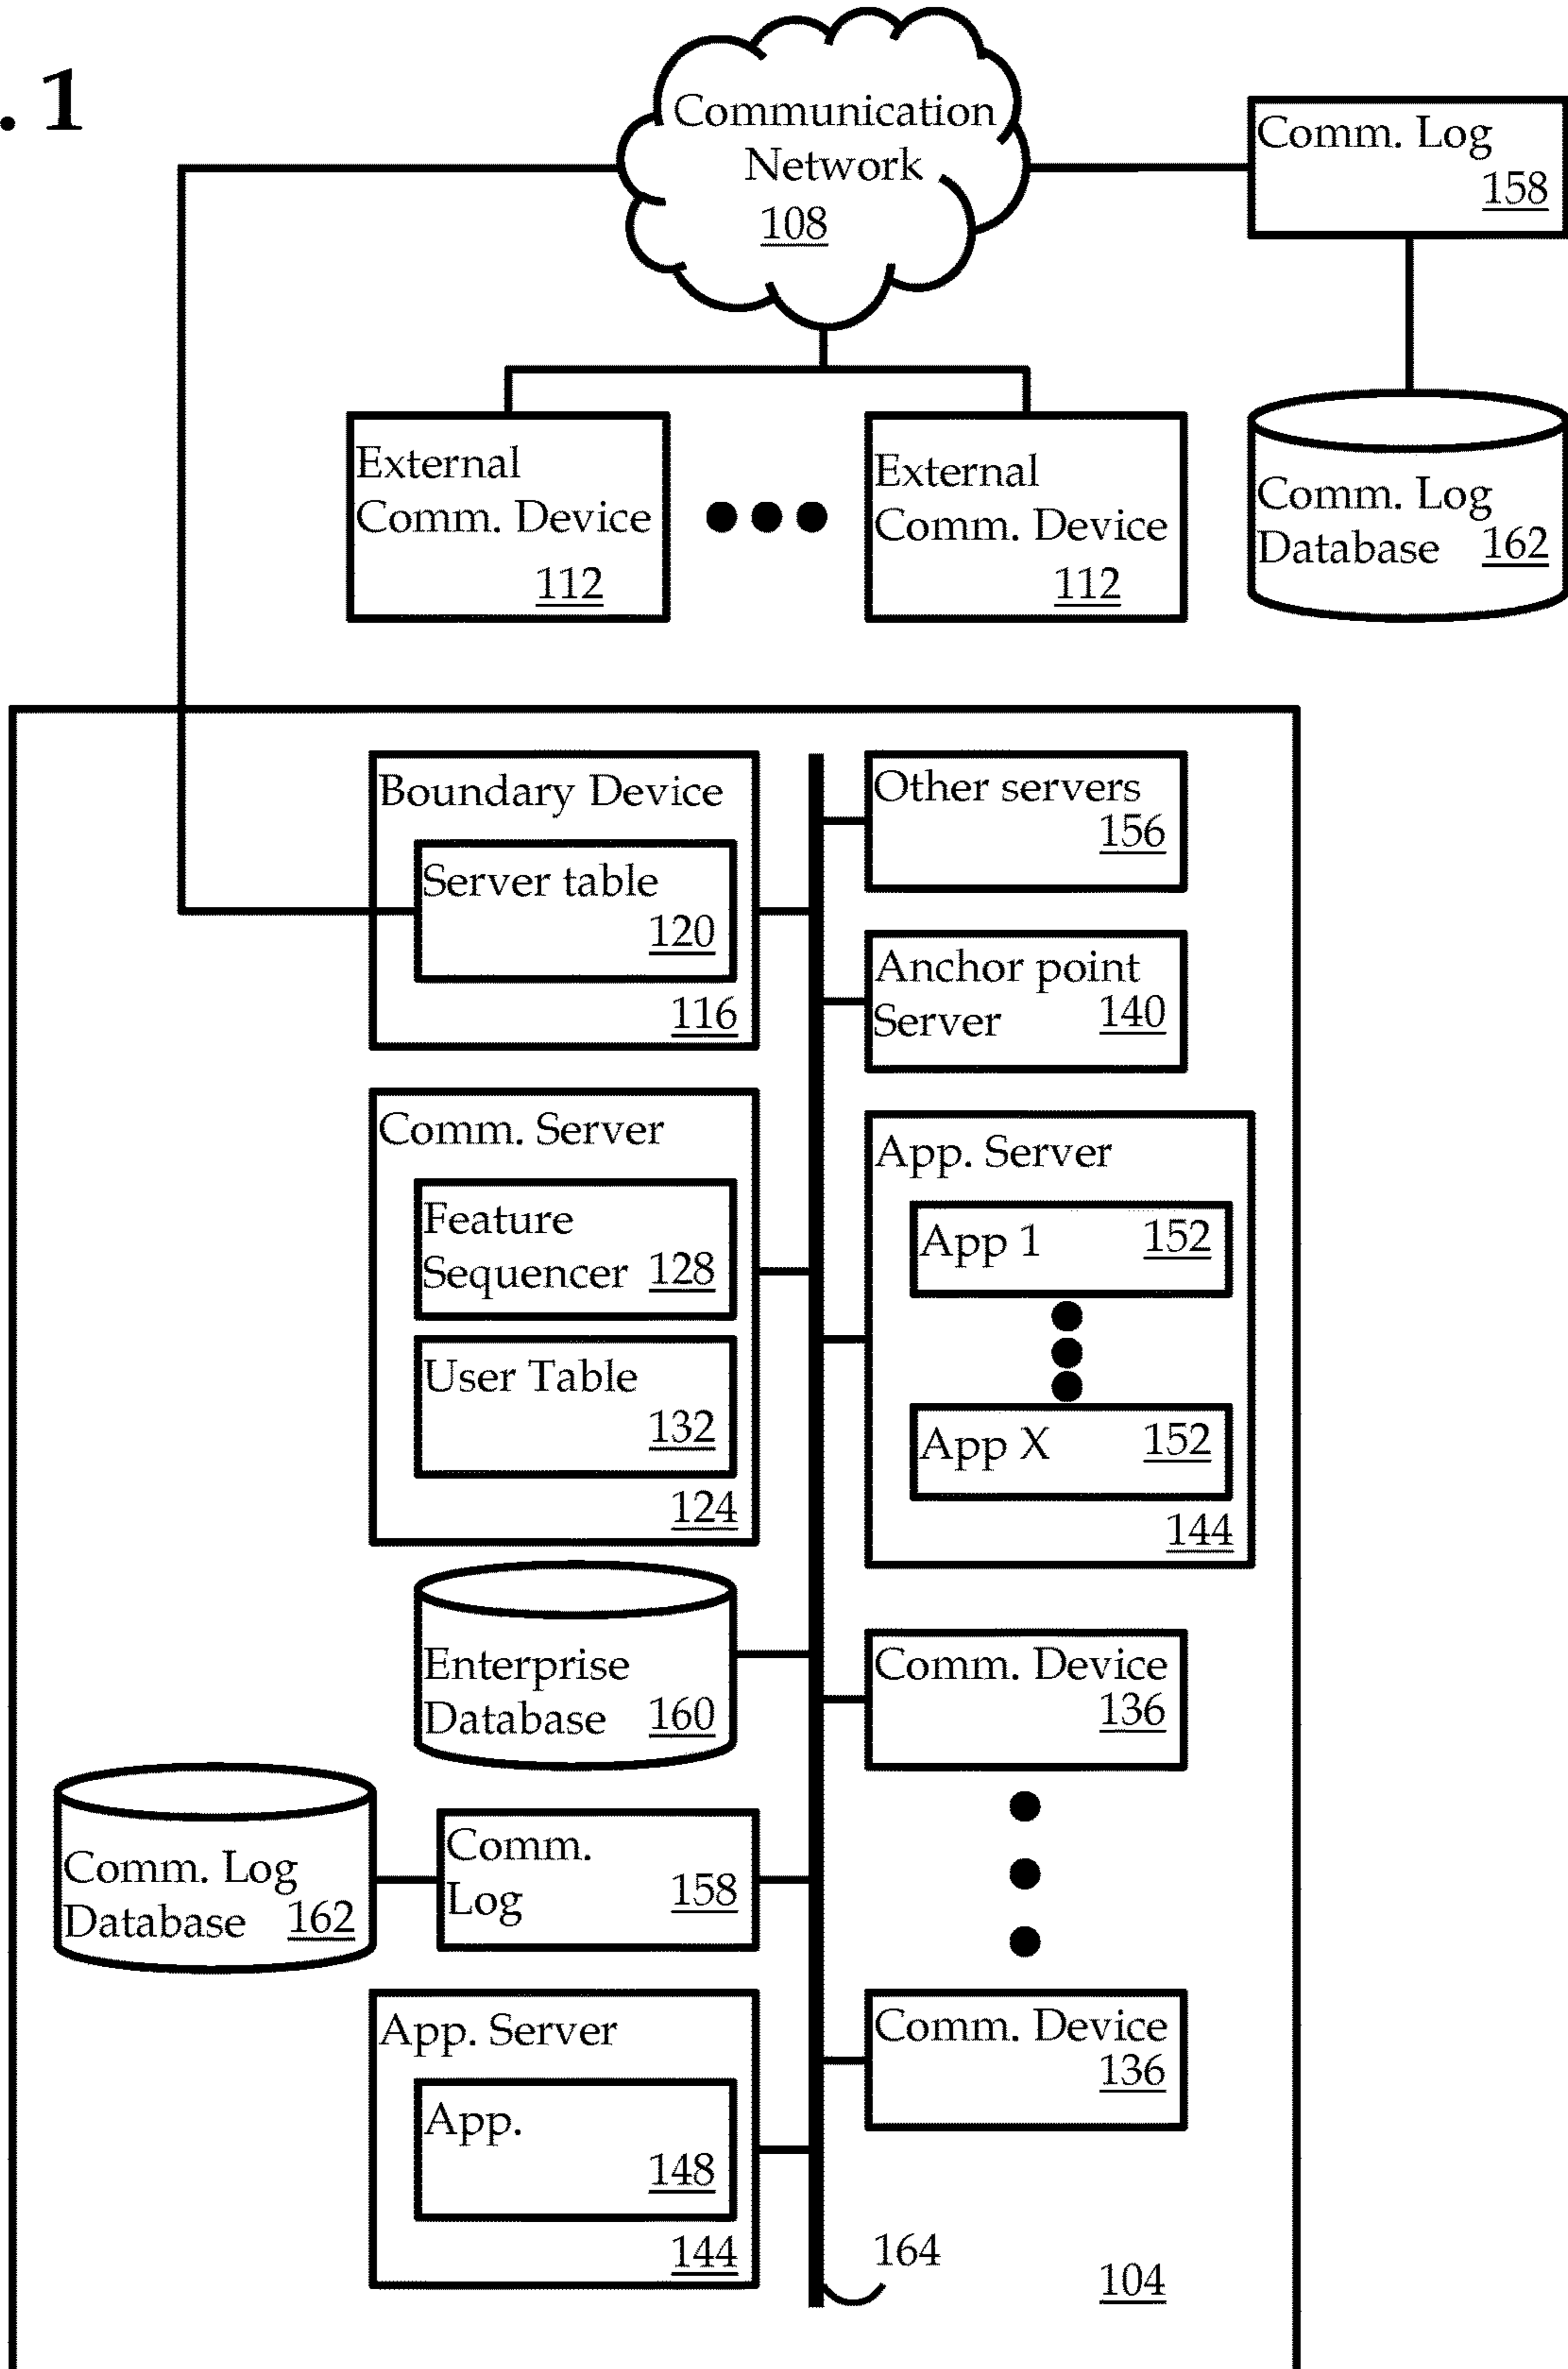 . 1
Communication
Network
108
Comm. Log
158
External
Comm. Device
112
External
Comm. Device
112
Comm. Log
Database 162
Boundary Device
Server table
120
116
Other servers
156
Anchor point
Server 140
Comm. Server
Feature
Sequencer 128
User Table
132
124
App. Server
App 1 152
App X 152
144
Enterprise
Database 160
Comm. Device
136
Comm. Log
Database 162
Comm.
Log 158
App. Server
App.
148
144
Comm. Device
136
164
104